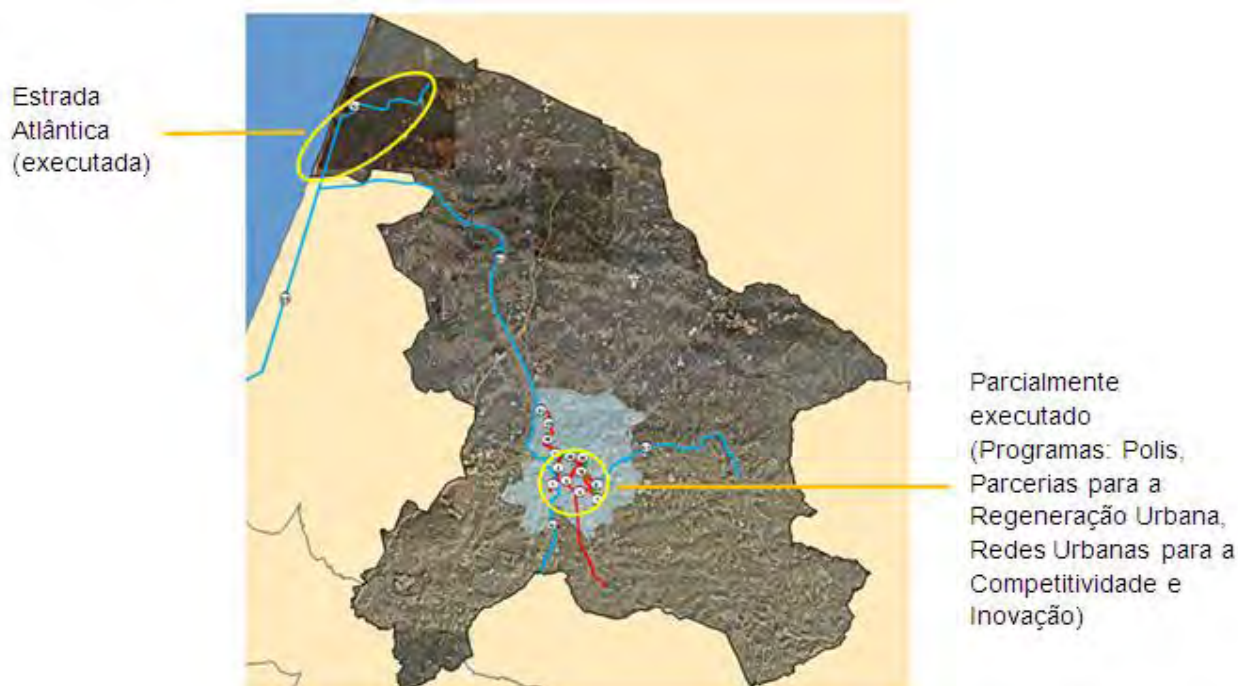 Estrada
Atlântica
(executada)
Parcialmente
executado
(Programas: Polis,
Parcerias para a
Regeneração Urbana,
Redes Urbanas para a
Competitividade e
Inovação)